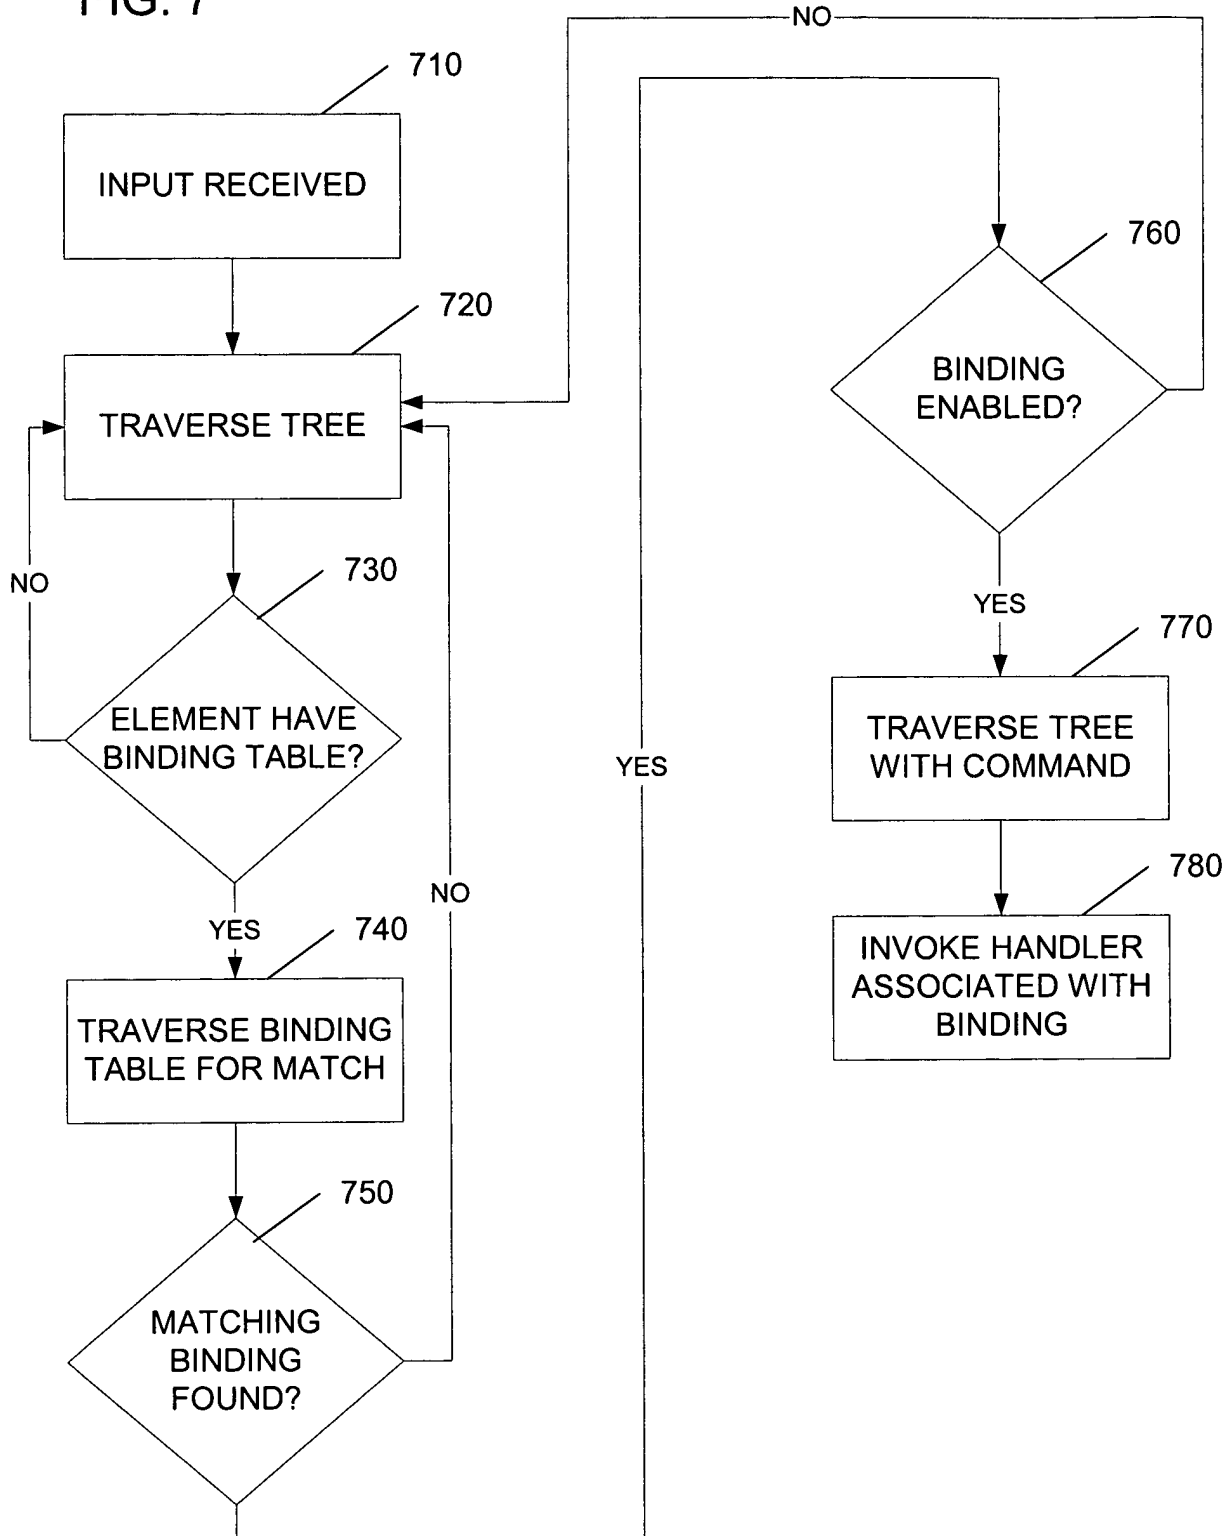 FIG. 7
710
INPUT RECEIVED
720
TRAVERSE TREE
NO
730
ELEMENT HAVE
BINDING TABLE?
YES
740
TRAVERSE BINDING
TABLE FOR MATCH
750
MATCHING
BINDING
FOUND?
NO
YES
NO
760
BINDING
ENABLED?
YES
770
TRAVERSE TREE
WITH COMMAND
780
INVOKE HANDLER
ASSOCIATED WITH
BINDING